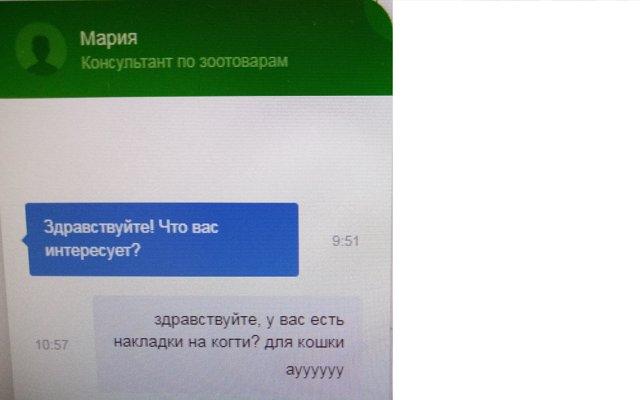 Мария
Консультант по зоотоварам
Здравствуйте! Что вас
интересует?
9:51
здравствуйте, у вас есть
накладки на когти? для кошки
10:57
аууууууу